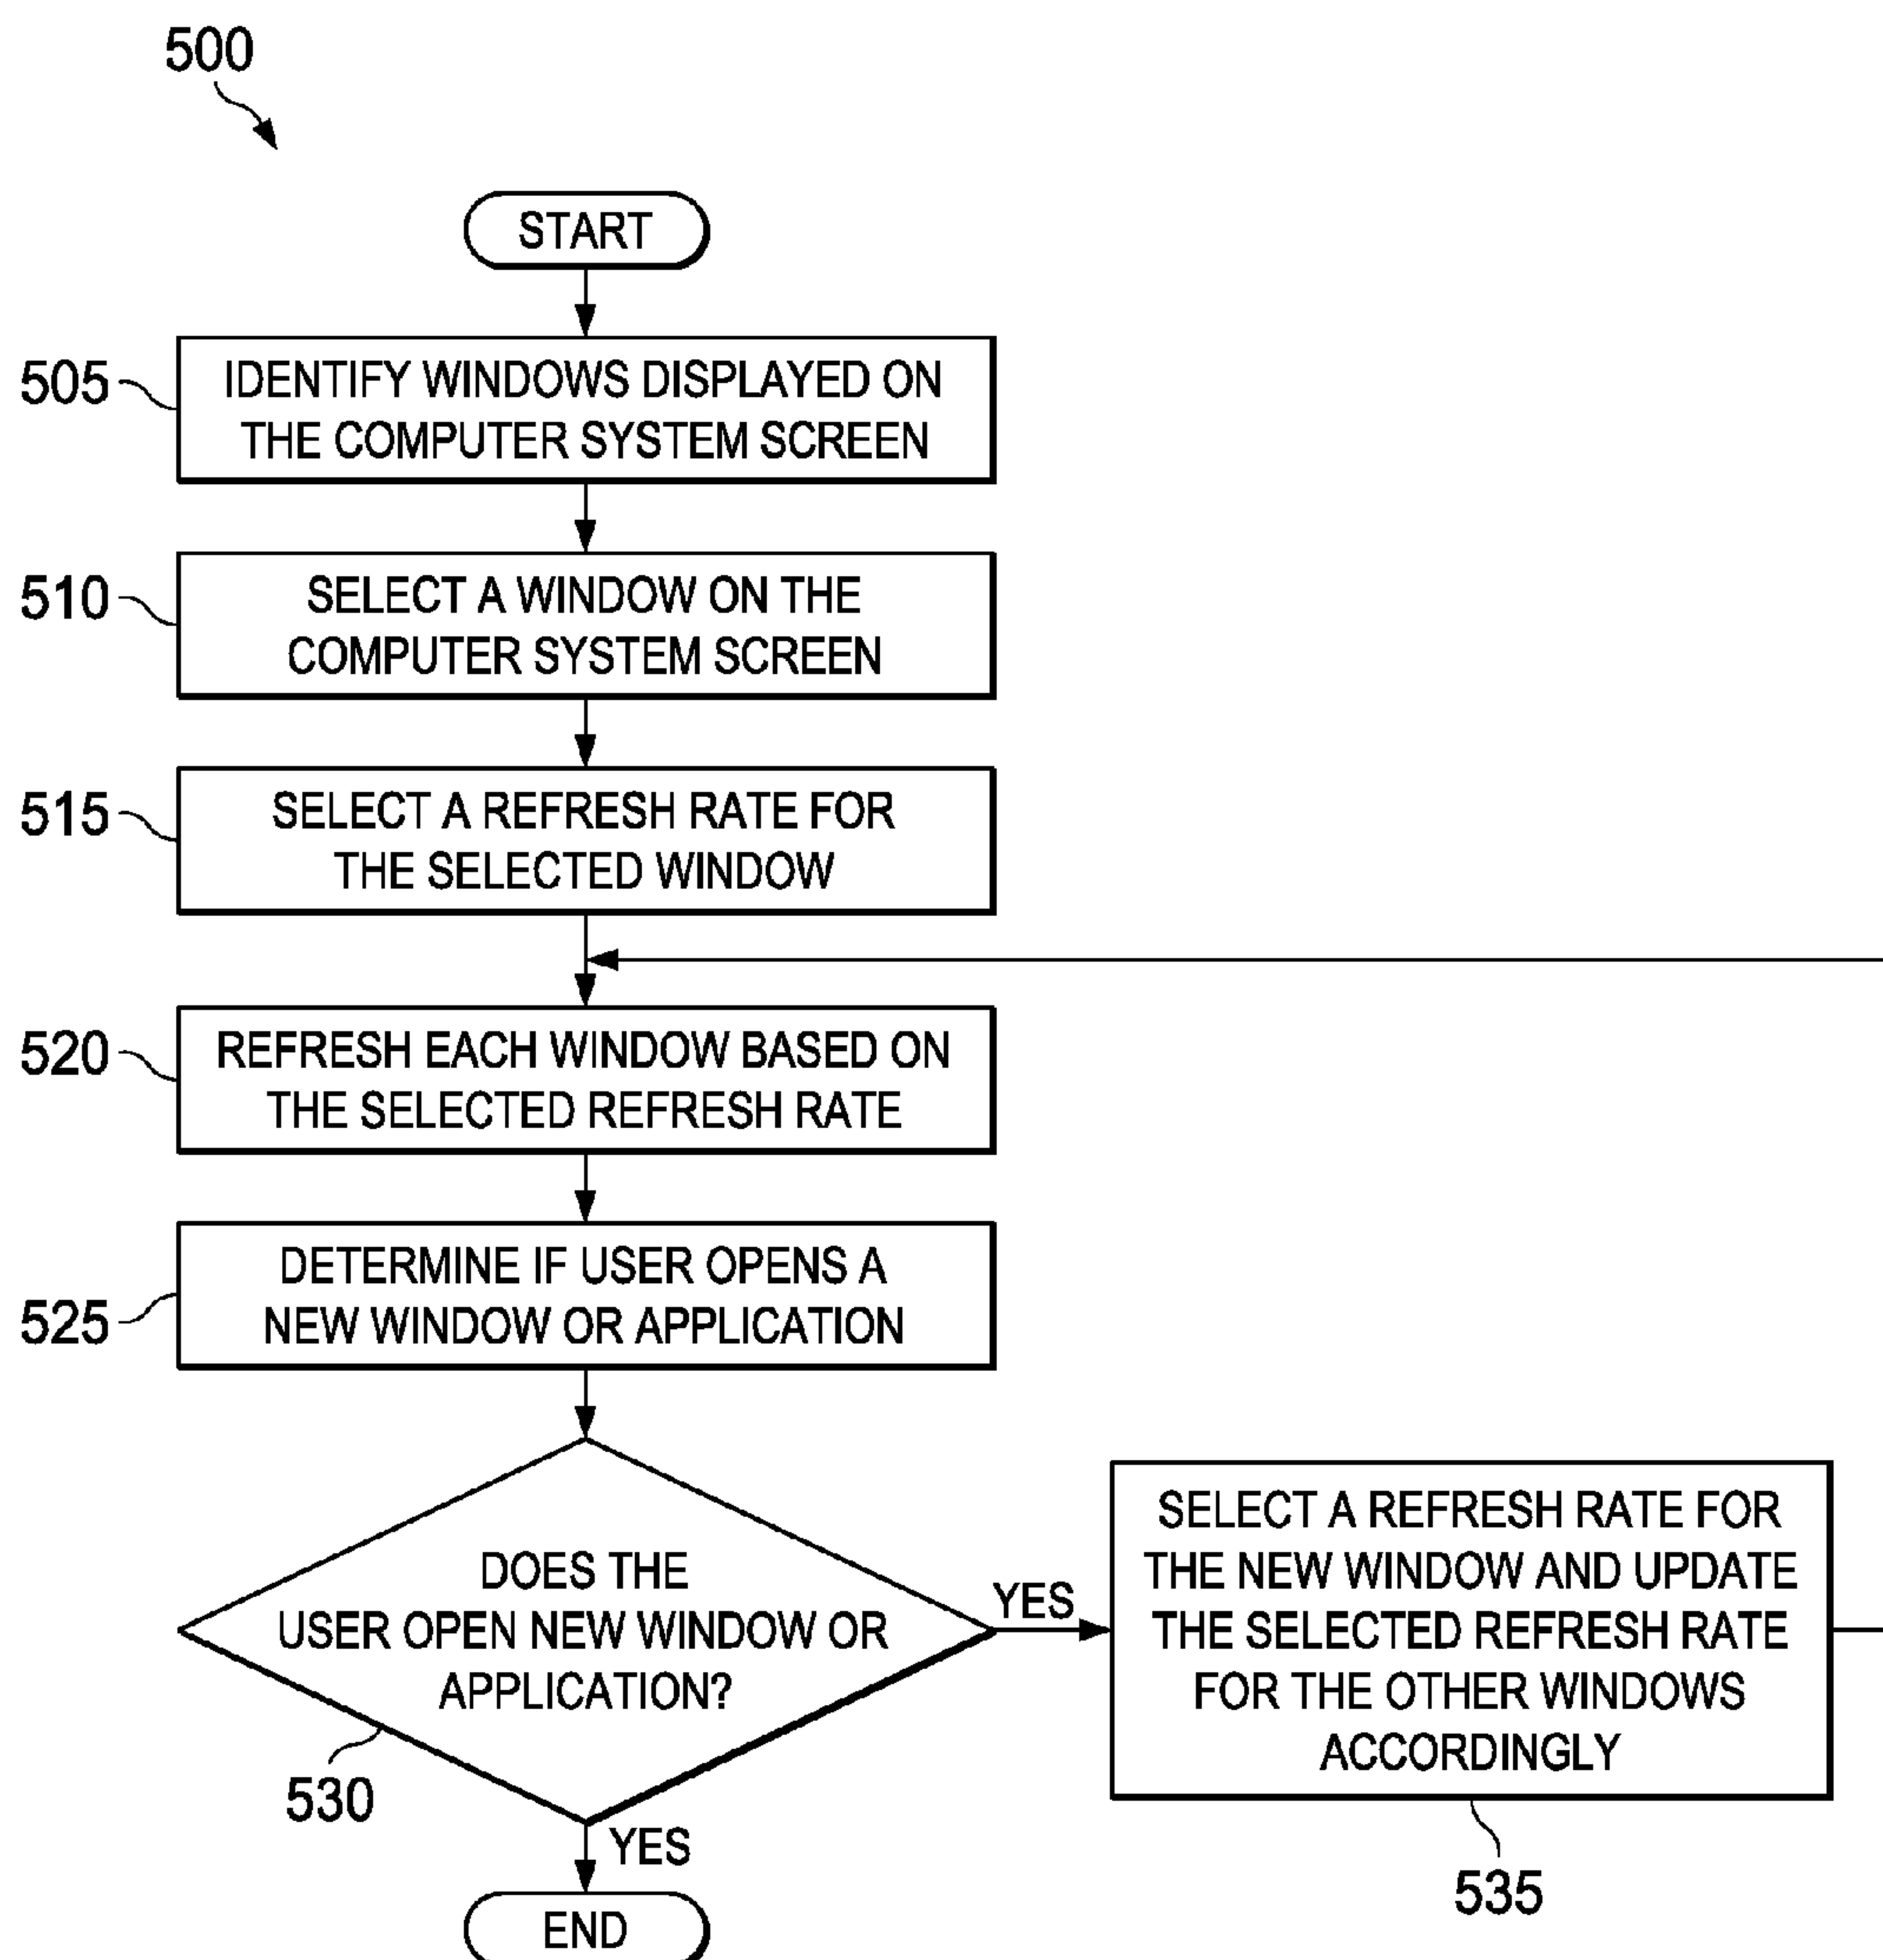 500
START
505
IDENTIFY WINDOWS DISPLAYED ON
THE COMPUTER SYSTEM SCREEN
510
SELECT A WINDOW ON THE
COMPUTER SYSTEM SCREEN
515
SELECT A REFRESH RATE FOR
THE SELECTED WINDOW
520
REFRESH EACH WINDOW BASED ON
THE SELECTED REFRESH RATE
525
DETERMINE IF USER OPENS A
NEW WINDOW OR APPLICATION
DOES THE
USER OPEN NEW WINDOW OR
APPLICATION?
530
YES
SELECT A REFRESH RATE FOR
THE NEW WINDOW AND UPDATE
THE SELECTED REFRESH RATE
FOR THE OTHER WINDOWS
ACCORDINGLY
535
YES
END